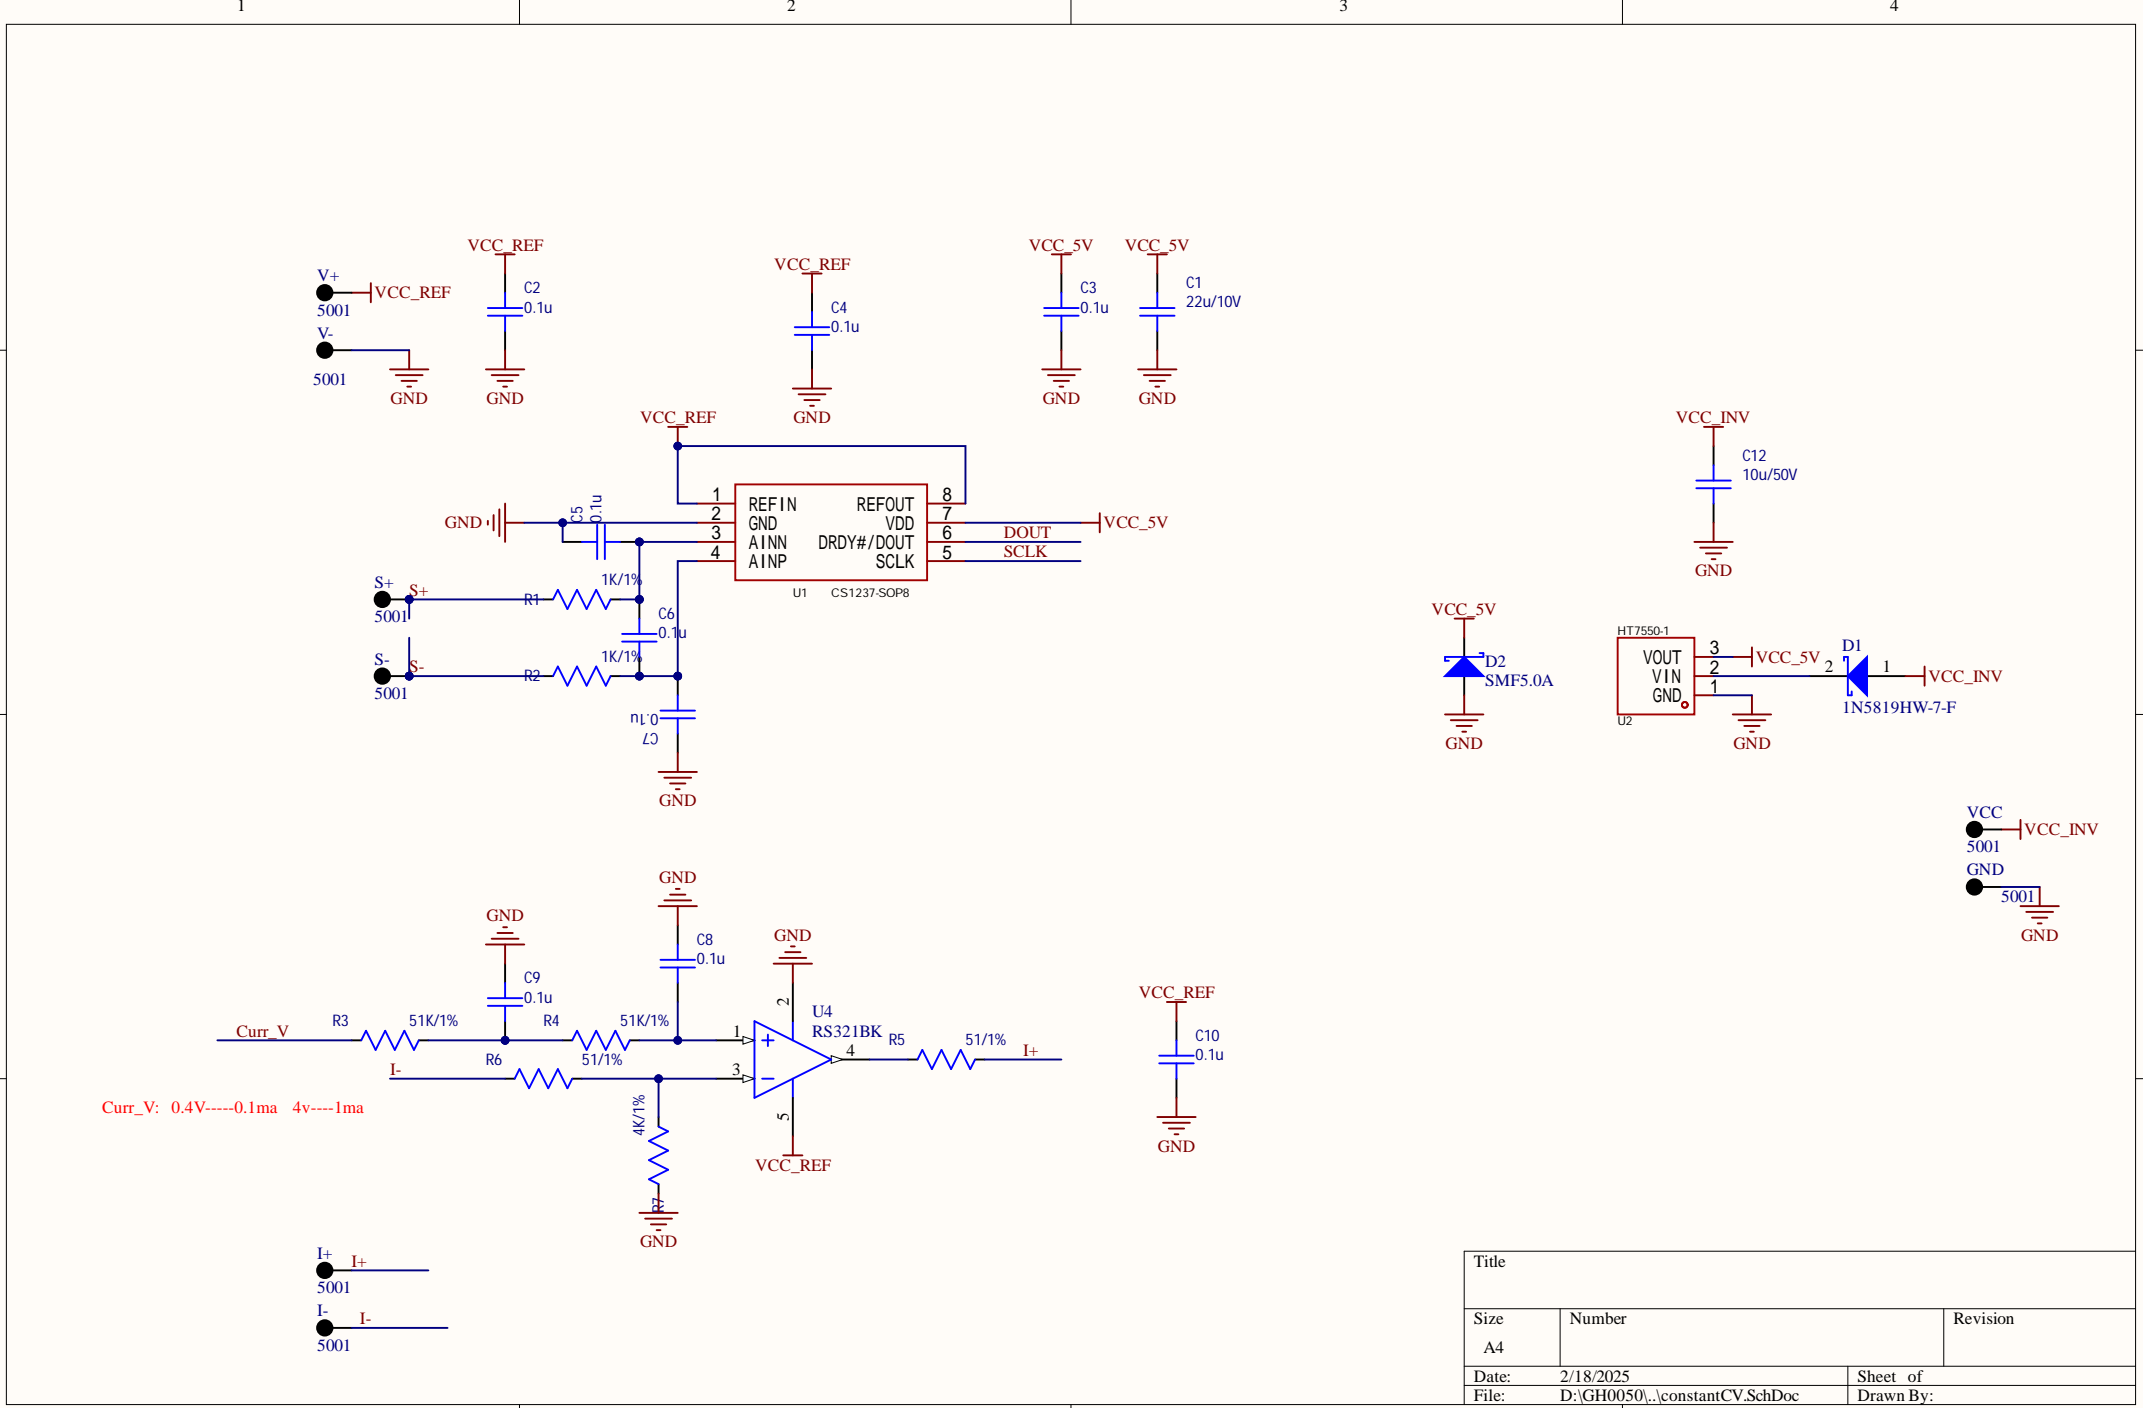 1 2 3 4
V+
5001
VCC_REF
V-
5001
GND
VCC_REF
C2
0.1u
GND
VCC_REF
C4
0.1u
GND
VCC_5V
C3
0.1u
GND
VCC_5V
C1
22u/10V
GND
VCC_REF
GND
C5
0.1u
1 REFIN REFOUT 8
2 GND VDD 7
3 AINN DRDY#/DOUT 6
4 AINP SCLK 5
U1 CS1237-SOP8
VCC_5V
DOUT
SCLK
S+
S+
5001
R1
1K/1%
C6
0.1u
S-
S-
5001
R2
1K/1%
0.1u
C7
GND
VCC_INV
C12
10u/50V
GND
VCC_5V
D2
SMF5.0A
GND
HT7550-1
VOUT 3
VIN 2
GND 1
U2
VCC_5V
GND
D1
2 1
VCC_INV
1N5819HW-7-F
VCC
VCC_INV
5001
GND
5001
GND
GND
C8
0.1u
GND
C9
0.1u
GND
2
U4
RS321BK
Curr_V
R3 51K/1%
R4 51K/1%
1
I-
R6 51/1%
3
4
R5 51/1%
I+
5
VCC_REF
4K/1%
R7
GND
VCC_REF
C10
0.1u
GND
Curr_V: 0.4V-----0.1ma 4v----1ma
I+
I+
5001
I-
I-
5001
Title
Size Number Revision
A4
Date: 2/18/2025 Sheet of
File: D:\GH0050\..\constantCV.SchDoc Drawn By: